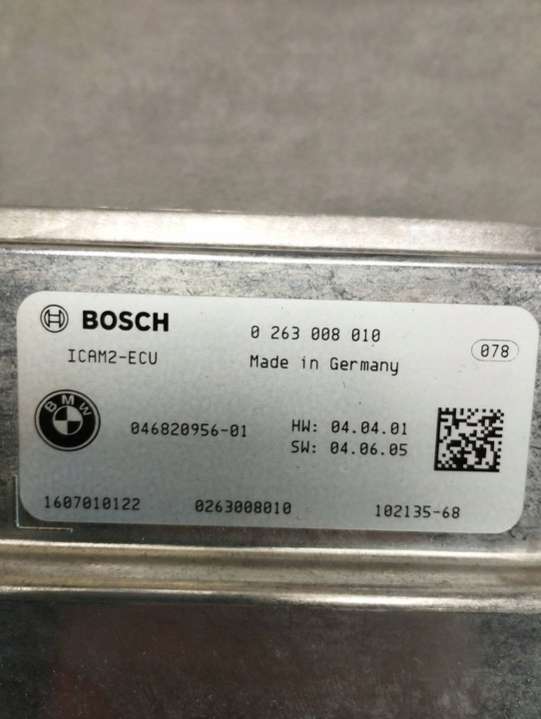 BOSCH
0 263 008 010
078
ICAM2-ECU
Made in Germany
BMW
046820956-01
HW: 04.04.01
SW: 04.06.05
1607010122
0263008010
102135-68